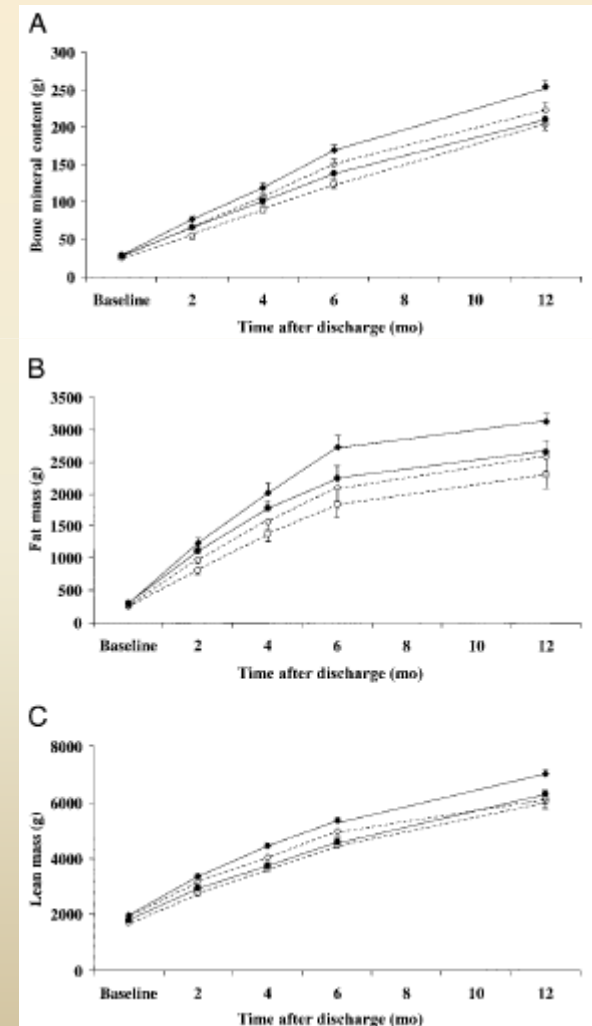 A
Bone mineral content (g)
300
250
200
150
100
50
0
Baseline 2 4 6 8 10 12
Time after discharge (mo)
B
Fat mass (g)
3500
3000
2500
2000
1500
1000
500
0
Baseline 2 4 6 8 10 12
Time after discharge (mo)
C
Lean mass (g)
8000
6000
4000
2000
0
Baseline 2 4 6 8 10 12
Time after discharge (mo)